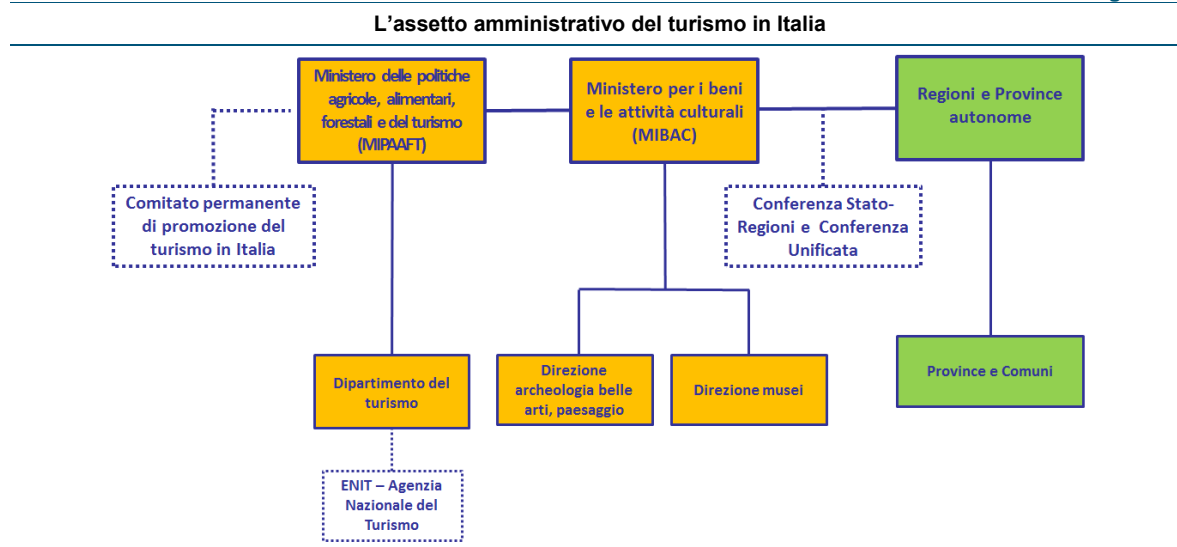 L'assetto amministrativo del turismo in Italia
Ministero delle politiche
agricole, alimentari,
forestali e del turismo
(MIPAAFT)
Ministero per i beni
e le attività culturali
(MIBAC)
Regioni e Province
autonome
Comitato permanente
di promozione del
turismo in Italia
Conferenza Stato-
Regioni e Conferenza
Unificata
Dipartimento del
turismo
Direzione
archeologia belle
arti, paesaggio
Direzione musei
Province e Comuni
ENIT – Agenzia
Nazionale del
Turismo